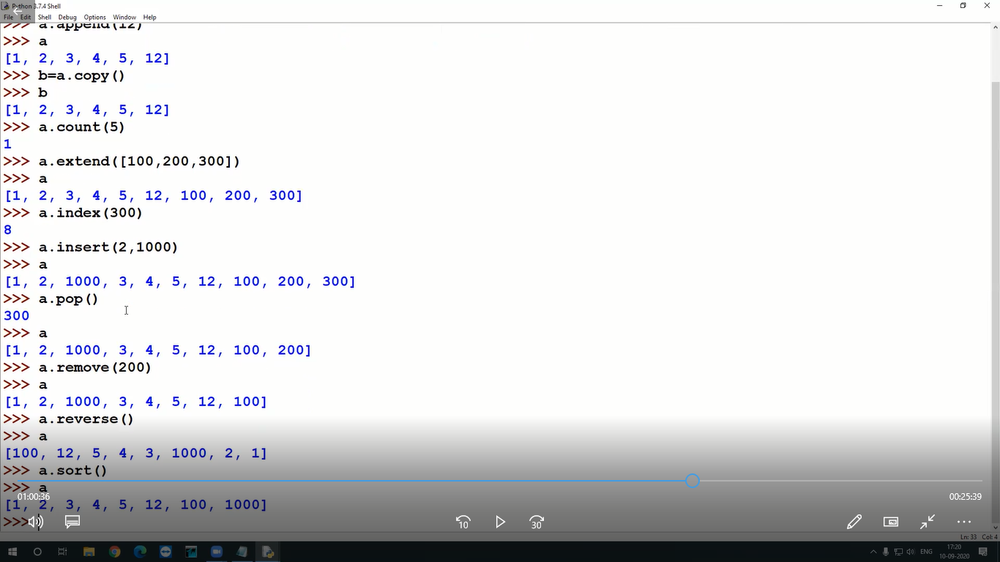 Python 3.7.4 Shell
File Edit Shell Debug Options Window Help
>>> a.append(12)
>>> a
[1, 2, 3, 4, 5, 12]
>>> b=a.copy()
>>> b
[1, 2, 3, 4, 5, 12]
>>> a.count(5)
1
>>> a.extend([100,200,300])
>>> a
[1, 2, 3, 4, 5, 12, 100, 200, 300]
>>> a.index(300)
8
>>> a.insert(2,1000)
>>> a
[1, 2, 1000, 3, 4, 5, 12, 100, 200, 300]
>>> a.pop()
300
>>> a
[1, 2, 1000, 3, 4, 5, 12, 100, 200]
>>> a.remove(200)
>>> a
[1, 2, 1000, 3, 4, 5, 12, 100]
>>> a.reverse()
>>> a
[100, 12, 5, 4, 3, 1000, 2, 1]
>>> a.sort()
>>> a
01:00:36 00:25:39
[1, 2, 3, 4, 5, 12, 100, 1000]
>>>
10 30
Ln: 33 Col: 4
ENG 17:20
10-09-2020